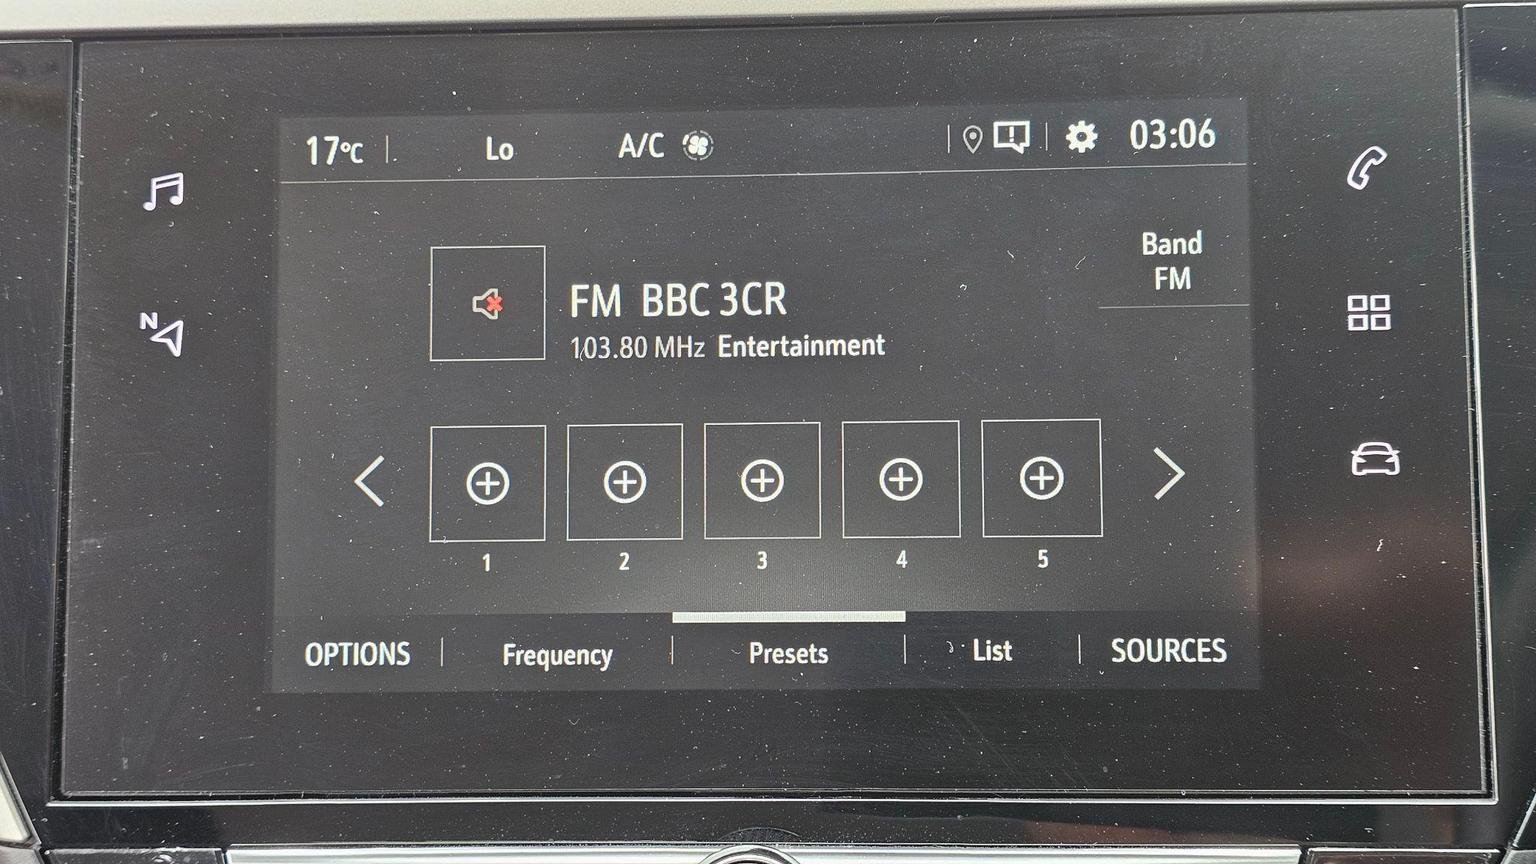 17°C Lo A/C 03:06
Band
FM
FM BBC 3CR
103.80 MHz Entertainment
N
1 2 3 4 5
OPTIONS Frequency Presets List SOURCES